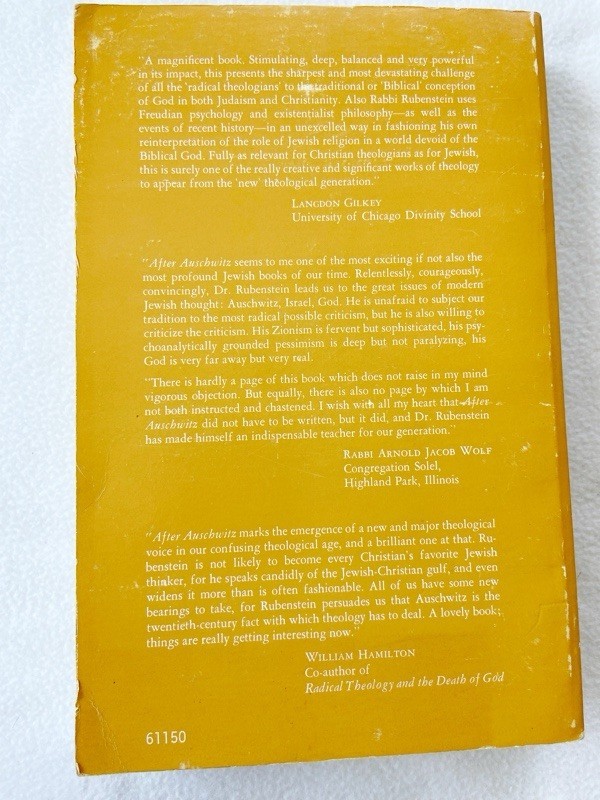 "A magnificent book. Stimulating, deep, balanced and very powerful
in its impact, this presents the sharpest and most devastating challenge
of all the 'radical theologians' to the traditional or 'Biblical' conception
of God in both Judaism and Christianity. Also Rabbi Rubenstein uses
Freudian psychology and existentialist philosophy—as well as the
events of recent history—in an unexcelled way in fashioning his own
reinterpretation of the role of Jewish religion in a world devoid of the
Biblical God. Fully as relevant for Christian theologians as for Jewish,
this is surely one of the really creative and significant works of theology
to appear from the 'new' theological generation."
LANGDON GILKEY
University of Chicago Divinity School
"After Auschwitz seems to me one of the most exciting if not also the
most profound Jewish books of our time. Relentlessly, courageously,
convincingly, Dr. Rubenstein leads us to the great issues of modern
Jewish thought: Auschwitz, Israel, God. He is unafraid to subject our
tradition to the most radical possible criticism, but he is also willing to
criticize the criticism. His Zionism is fervent but sophisticated, his psy-
choanalytically grounded pessimism is deep but not paralyzing, his
God is very far away but very real.
"There is hardly a page of this book which does not raise in my mind
vigorous objection. But equally, there is also no page by which I am
not both instructed and chastened. I wish with all my heart that After
Auschwitz did not have to be written, but it did, and Dr. Rubenstein
has made himself an indispensable teacher for our generation."
RABBI ARNOLD JACOB WOLF
Congregation Solel,
Highland Park, Illinois
"After Auschwitz marks the emergence of a new and major theological
voice in our confusing theological age, and a brilliant one at that. Ru-
benstein is not likely to become every Christian's favorite Jewish
thinker, for he speaks candidly of the Jewish-Christian gulf, and even
widens it more than is often fashionable. All of us have some new
bearings to take, for Rubenstein persuades us that Auschwitz is the
twentieth-century fact with which theology has to deal. A lovely book;
things are really getting interesting now."
WILLIAM HAMILTON
Co-author of
Radical Theology and the Death of God
61150